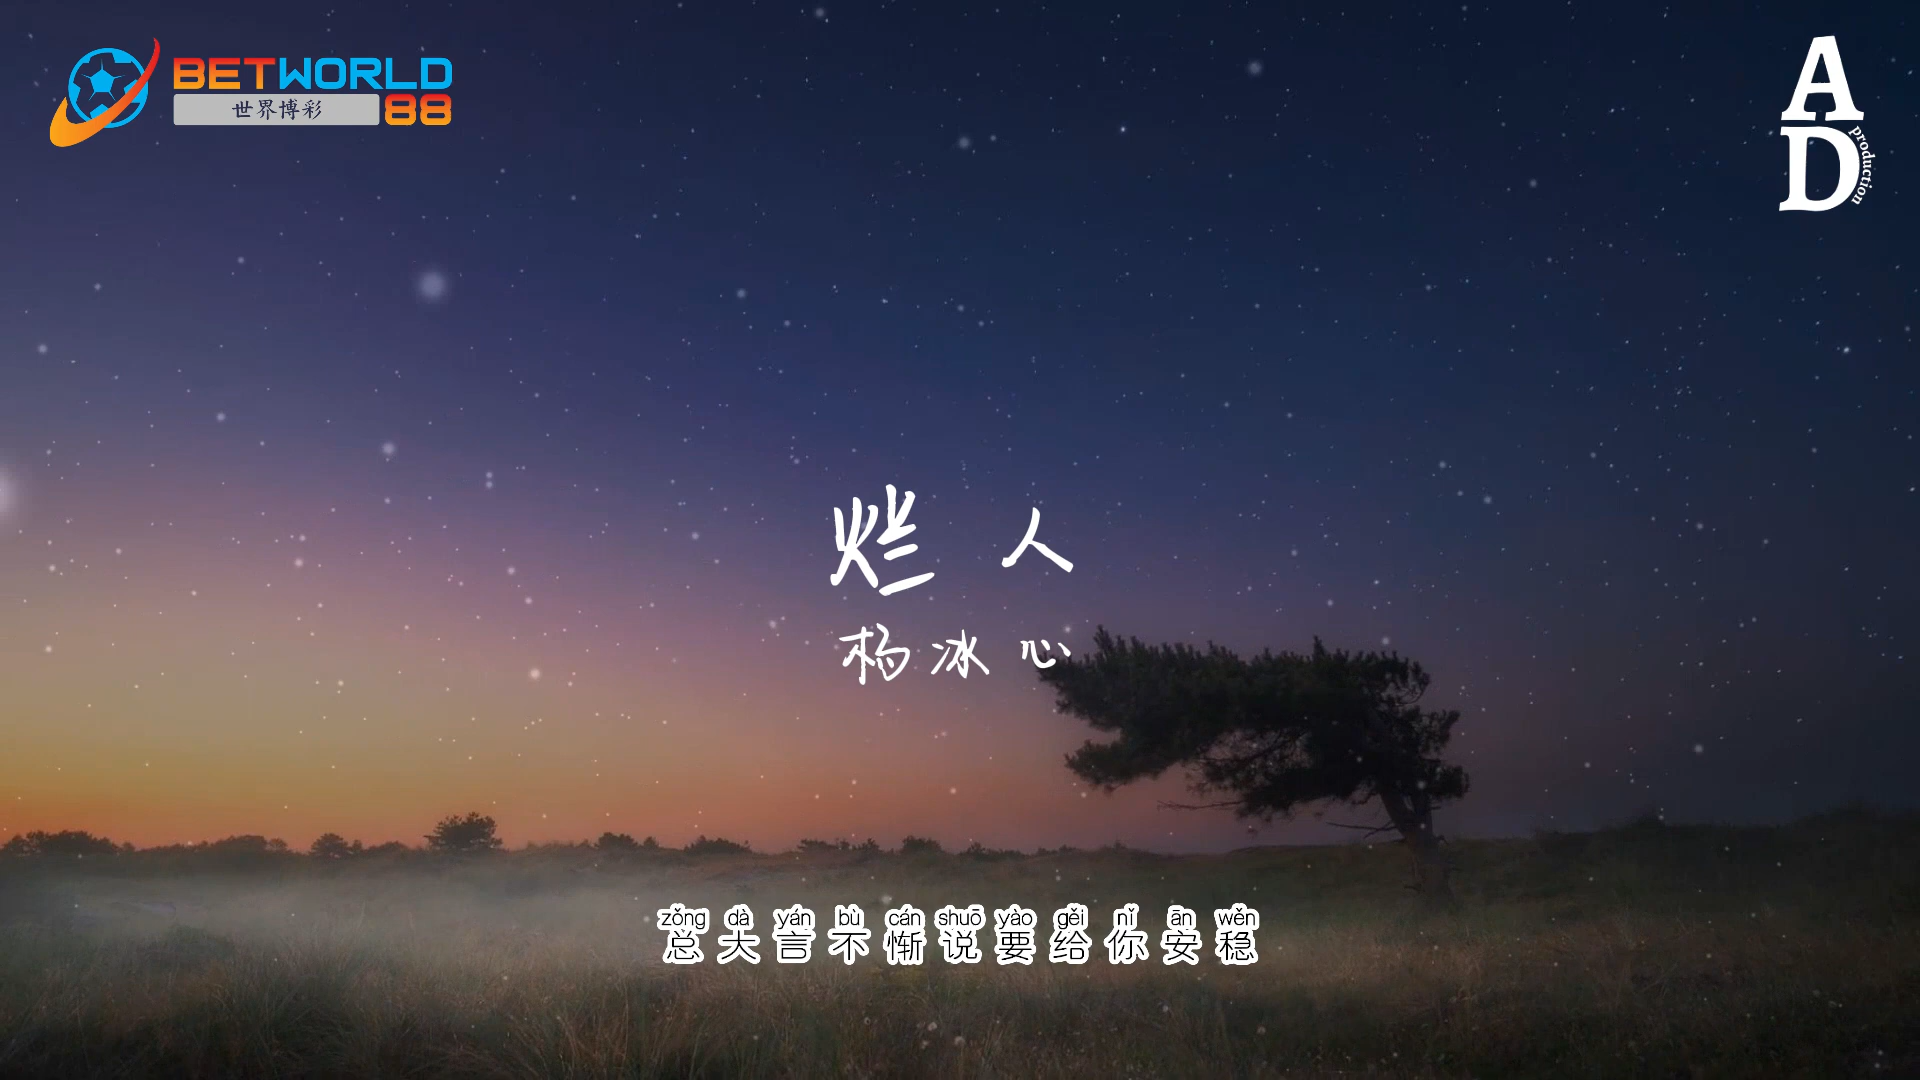 BETWORLD
世界博彩 88
AD
production
烂人
杨冰心
zǒng dà yán bù cán shuō yào gěi nǐ ān wěn
总大言不惭说要给你安稳